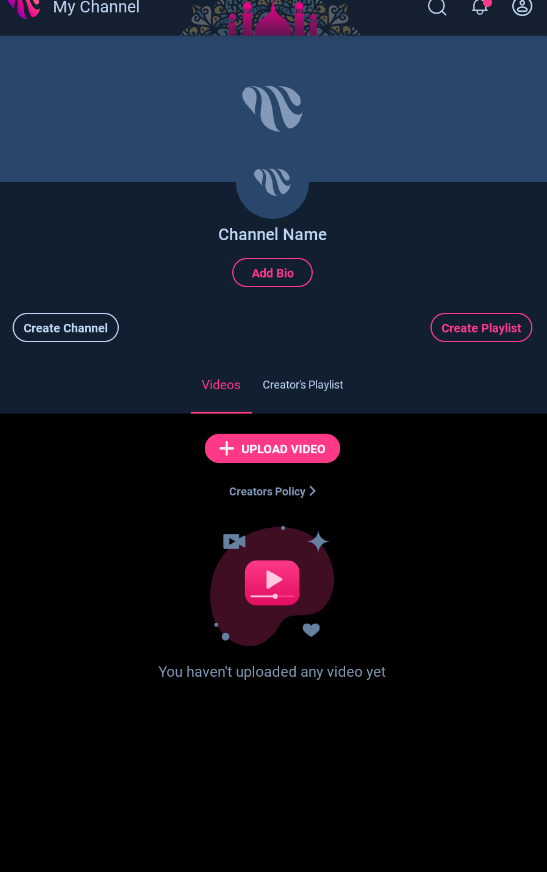 My Channel
Channel Name
Add Bio
Create Channel
Create Playlist
Videos
Creator's Playlist
UPLOAD VIDEO
Creators Policy
You haven't uploaded any video yet